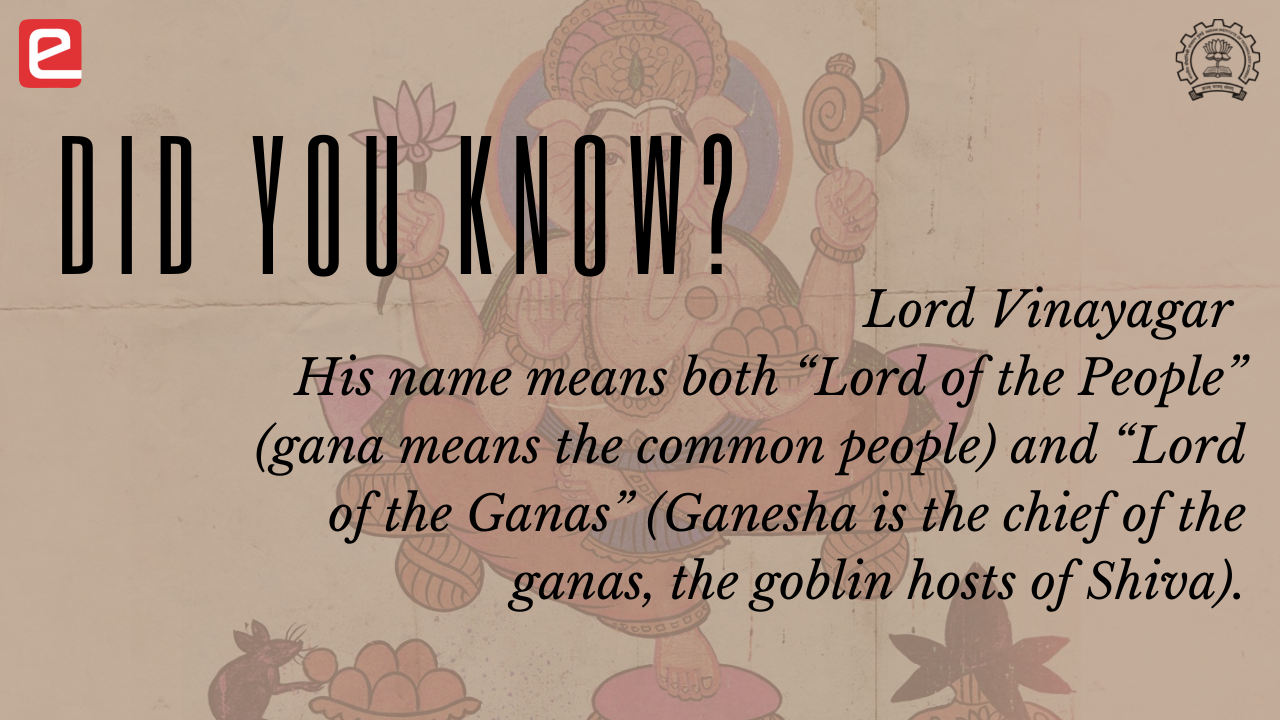 e
DID YOU KNOW?
Lord Vinayagar
His name means both “Lord of the People”
(gana means the common people) and “Lord
of the Ganas” (Ganesha is the chief of the
ganas, the goblin hosts of Shiva).